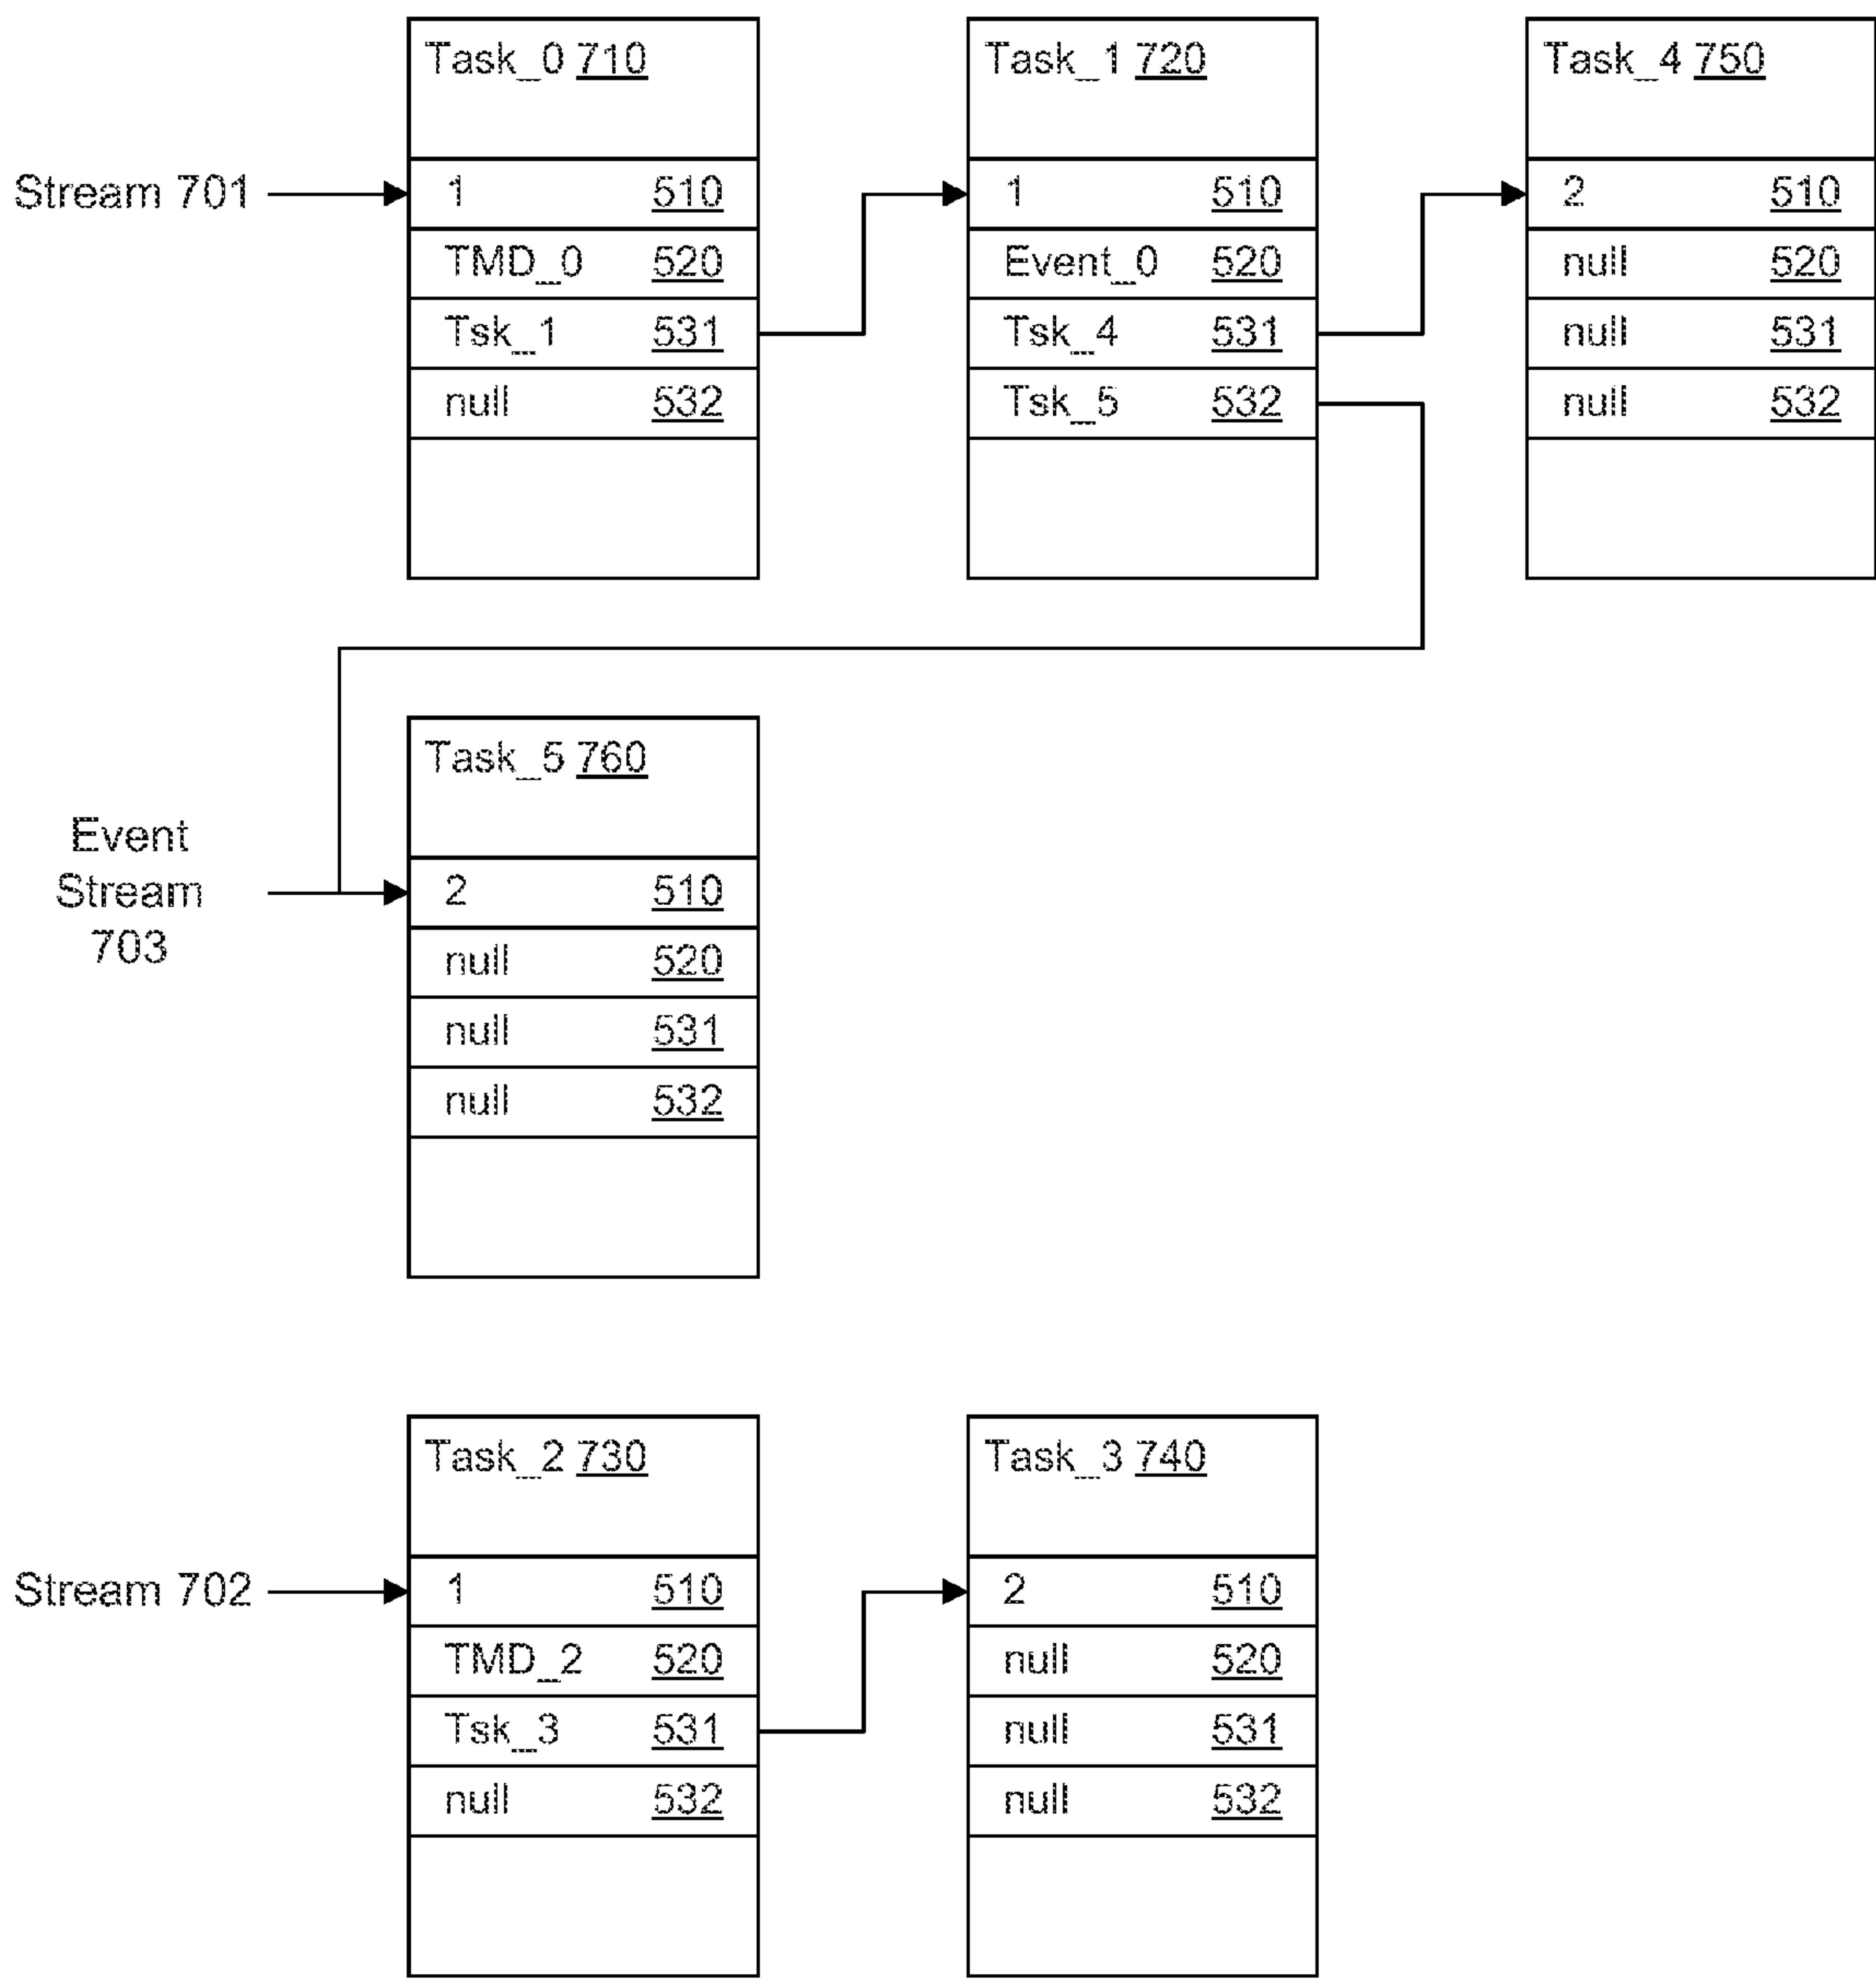 Task_0 710
Stream 701
1 510
TMD_0 520
Tsk_1 531
null 532
Task_1 720
1 510
Event_0 520
Tsk_4 531
Tsk_5 532
Task_4 750
2 510
null 520
null 531
null 532
Event
Stream
703
Task_5 760
2 510
null 520
null 531
null 532
Stream 702
Task_2 730
1 510
TMD_2 520
Tsk_3 531
null 532
Task_3 740
2 510
null 520
null 531
null 532